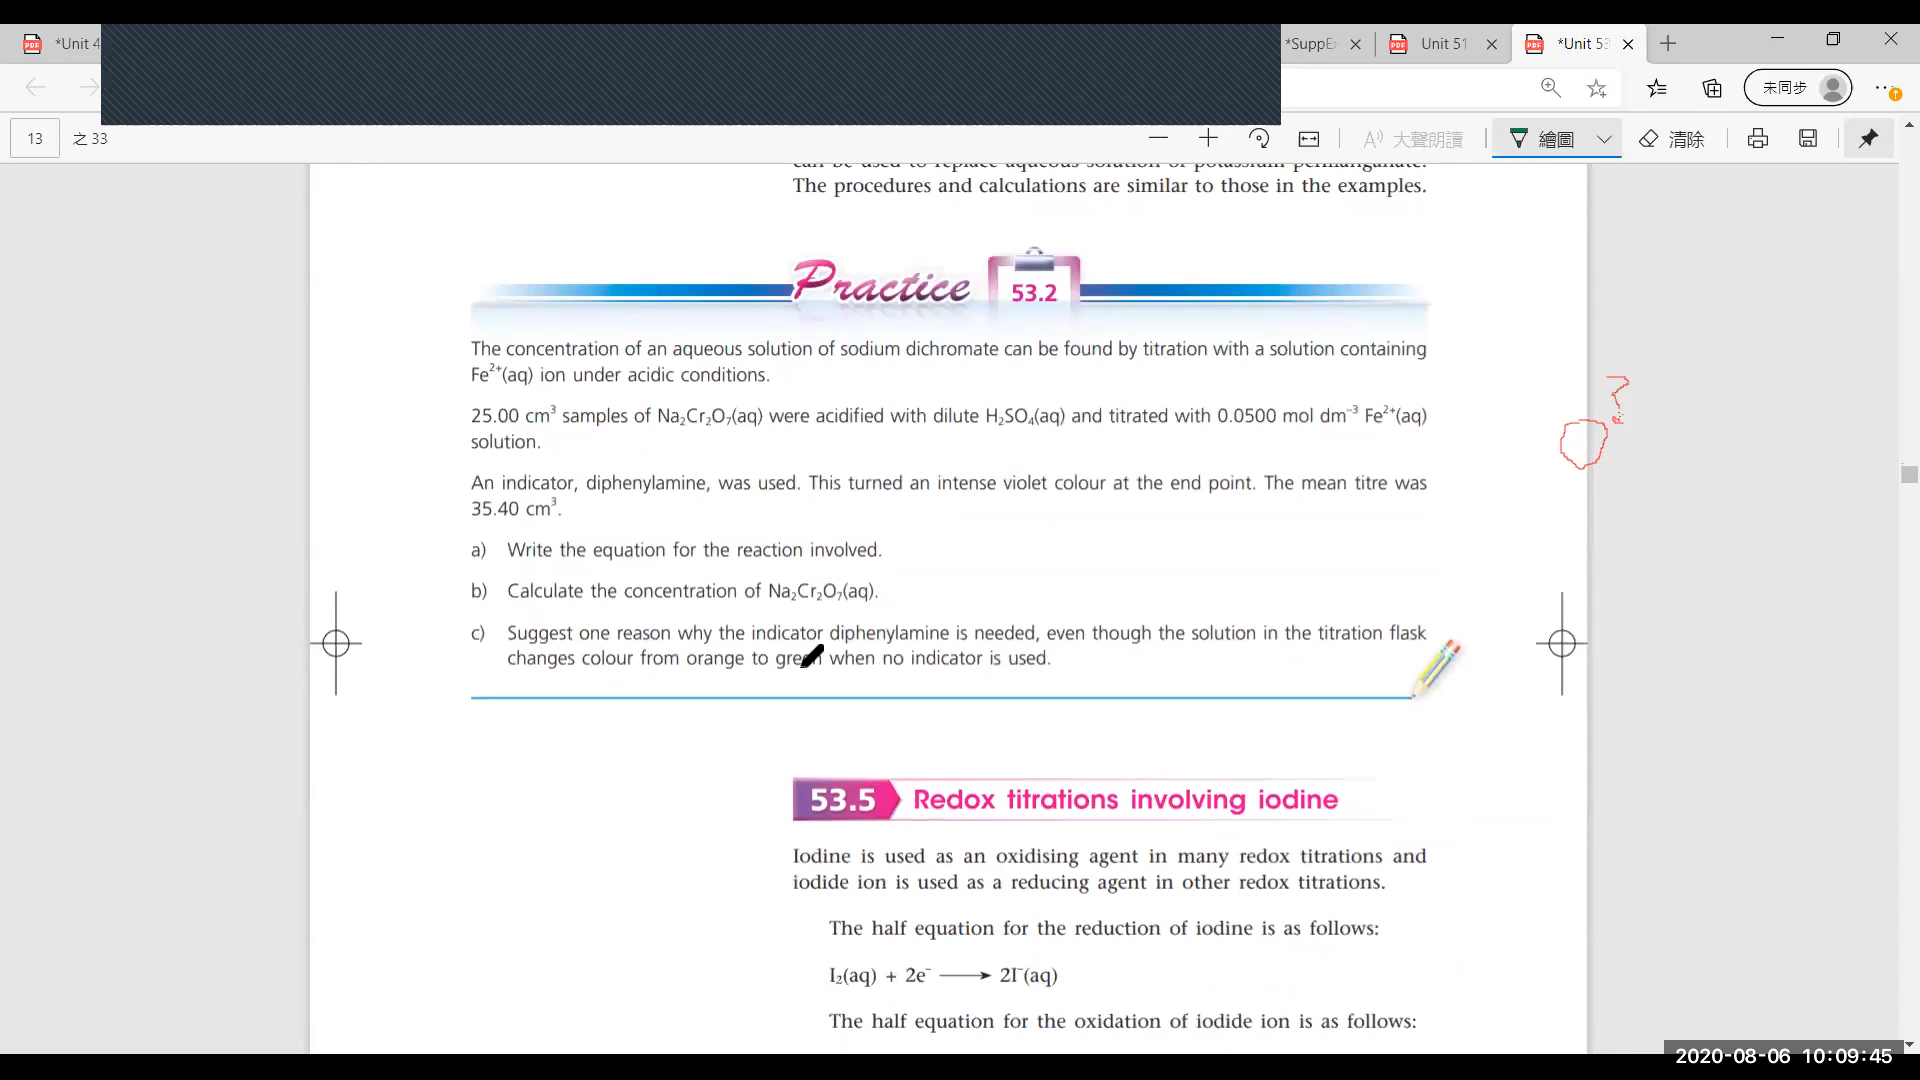 *Unit 4
*SuppEx
Unit 51
*Unit 53
未同步
13 之 33
大聲朗讀
繪圖
清除
The procedures and calculations are similar to those in the examples.
Practice 53.2
The concentration of an aqueous solution of sodium dichromate can be found by titration with a solution containing
Fe²⁺(aq) ion under acidic conditions.
25.00 cm³ samples of Na₂Cr₂O₇(aq) were acidified with dilute H₂SO₄(aq) and titrated with 0.0500 mol dm⁻³ Fe²⁺(aq)
solution.
An indicator, diphenylamine, was used. This turned an intense violet colour at the end point. The mean titre was
35.40 cm³.
a) Write the equation for the reaction involved.
b) Calculate the concentration of Na₂Cr₂O₇(aq).
c) Suggest one reason why the indicator diphenylamine is needed, even though the solution in the titration flask
changes colour from orange to green when no indicator is used.
53.5 Redox titrations involving iodine
Iodine is used as an oxidising agent in many redox titrations and
iodide ion is used as a reducing agent in other redox titrations.
The half equation for the reduction of iodine is as follows:
I₂(aq) + 2e⁻ ⟶ 2I⁻(aq)
The half equation for the oxidation of iodide ion is as follows:
2020-08-06 10:09:45